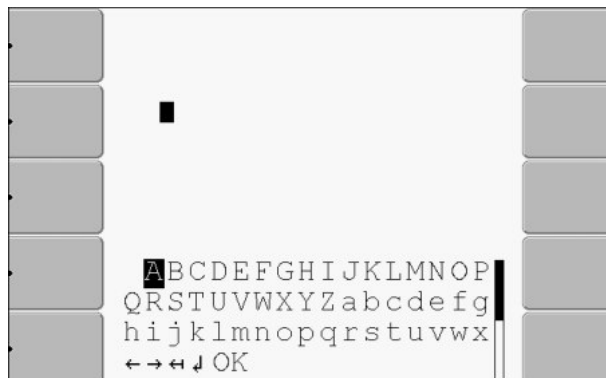 ABCDEFGHIJKLMNOP
QRSTUVWXYZabcdefg
hijklmnopqrstuvwx
←→↤↲OK